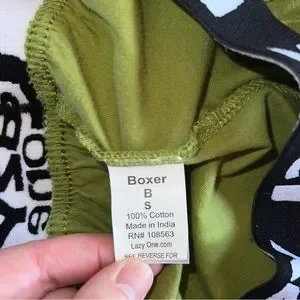 Boxer
B
S
100% Cotton
Made in India
RN# 108563
Lazy One.com
SEE REVERSE FOR